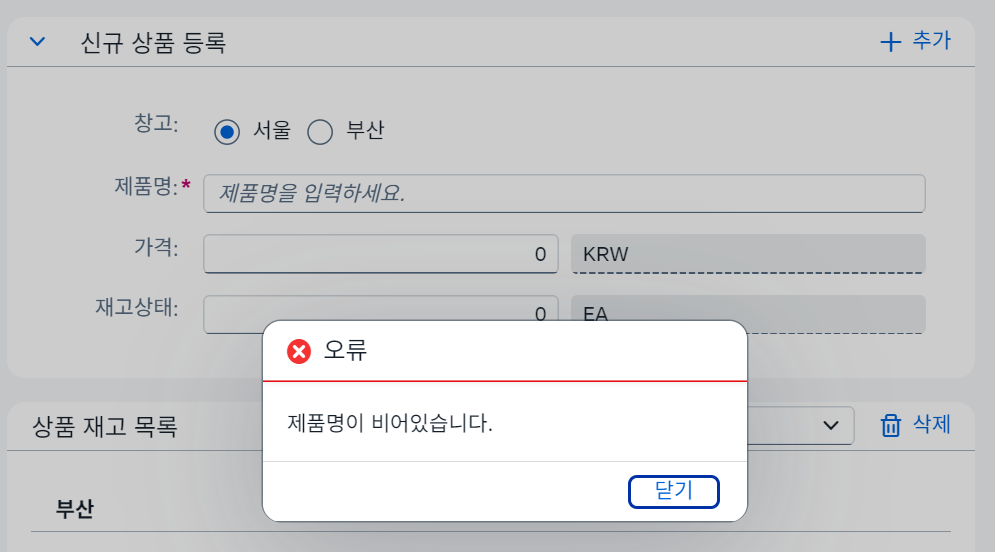 신규 상품 등록 추가
창고: 서울 부산
제품명:* 제품명을 입력하세요.
가격: 0 KRW
재고상태: 0 EA
오류
제품명이 비어있습니다.
닫기
상품 재고 목록 삭제
부산